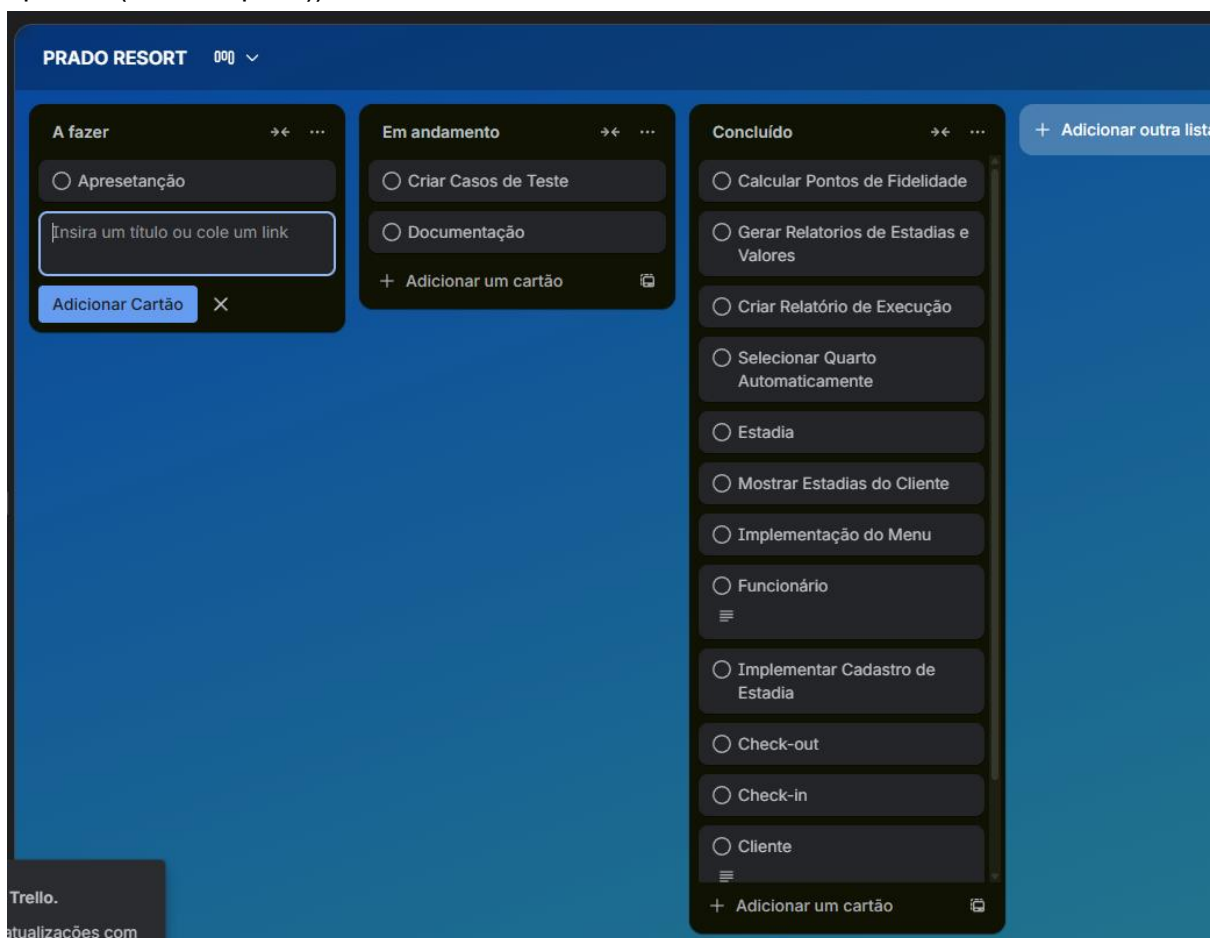 PRADO RESORT
A fazer
Apresetanção
Insira um título ou cole um link
Adicionar Cartão
Em andamento
Criar Casos de Teste
Documentação
+ Adicionar um cartão
Concluído
Calcular Pontos de Fidelidade
Gerar Relatorios de Estadias e
Valores
Criar Relatório de Execução
Selecionar Quarto
Automaticamente
Estadia
Mostrar Estadias do Cliente
Implementação do Menu
Funcionário
Implementar Cadastro de
Estadia
Check-out
Check-in
Cliente
+ Adicionar um cartão
+ Adicionar outra lista
Trello.
atualizações com